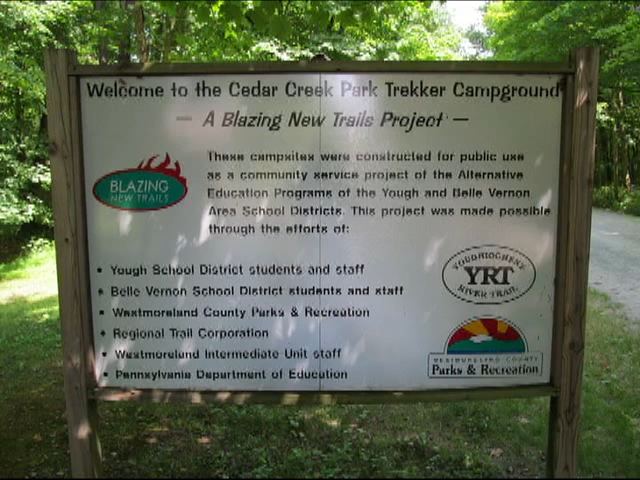 Welcome to the Cedar Creek Park Trekker Campground
— A Blazing New Trails Project —
BLAZING
NEW TRAILS
These campsites were constructed for public use
as a community service project of the Alternative
Education Programs of the Yough and Belle Vernon
Area School Districts. This project was made possible
through the efforts of:
• Yough School District students and staff
• Belle Vernon School District students and staff
• Westmoreland County Parks & Recreation
• Regional Trail Corporation
• Westmoreland Intermediate Unit staff
• Pennsylvania Department of Education
YOUGHIOGHENY
YRT
RIVER TRAIL
WESTMORELAND COUNTY
Parks & Recreation